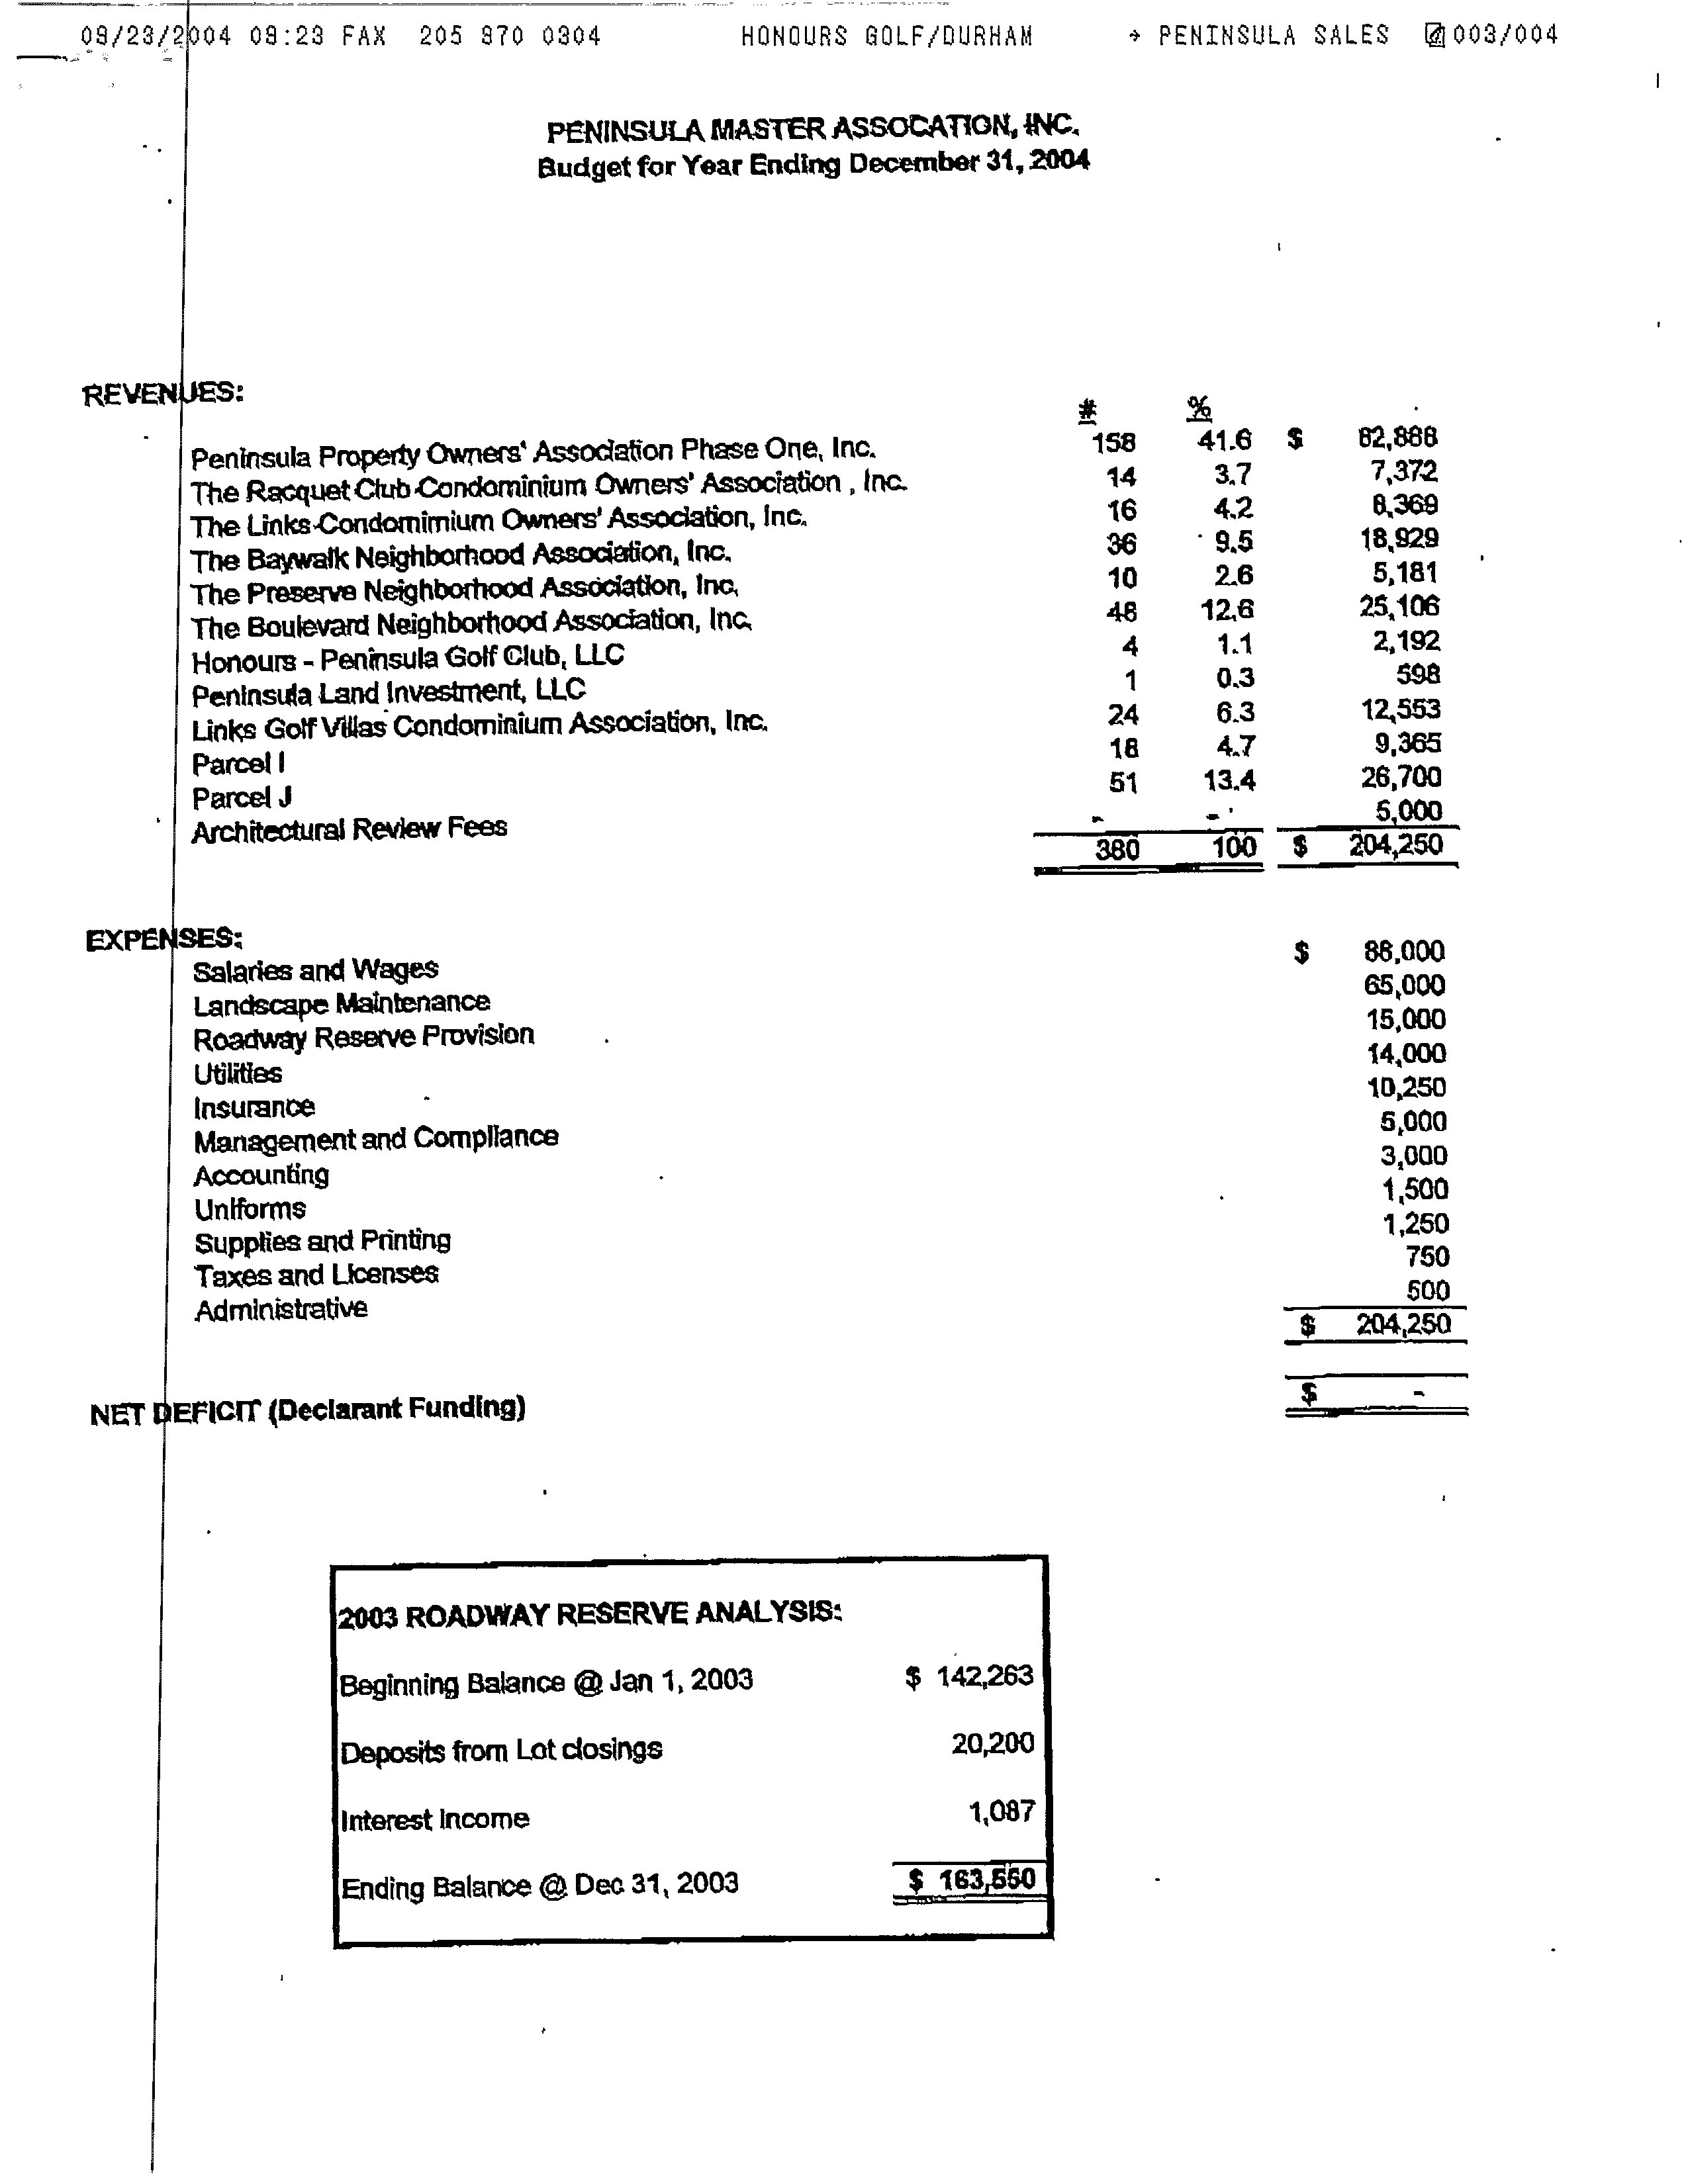 08/23/2004 08:23 FAX 205 870 0304 HONOURS GOLF/DURHAM → PENINSULA SALES 003/004
PENINSULA MASTER ASSOCATION, INC.
Budget for Year Ending December 31, 2004
REVENUES:
# %
Peninsula Property Owners' Association Phase One, Inc. 158 41.6 $ 82,888
The Racquet Club Condominium Owners' Association , Inc. 14 3.7 7,372
The Links Condomimium Owners' Association, Inc. 16 4.2 8,369
The Baywalk Neighborhood Association, Inc. 36 9.5 18,929
The Preserve Neighborhood Association, Inc. 10 2.6 5,181
The Boulevard Neighborhood Association, Inc. 48 12.6 25,106
Honours - Peninsula Golf Club, LLC 4 1.1 2,192
Peninsula Land Investment, LLC 1 0.3 598
Links Golf Villas Condominium Association, Inc. 24 6.3 12,553
Parcel I 18 4.7 9,365
Parcel J 51 13.4 26,700
Architectural Review Fees - - 5,000
380 100 $ 204,250
EXPENSES:
Salaries and Wages $ 88,000
Landscape Maintenance 65,000
Roadway Reserve Provision 15,000
Utilities 14,000
Insurance 10,250
Management and Compliance 5,000
Accounting 3,000
Uniforms 1,500
Supplies and Printing 1,250
Taxes and Licenses 750
Administrative 500
$ 204,250
NET DEFICIT (Declarant Funding) $ -
2003 ROADWAY RESERVE ANALYSIS:
Beginning Balance @ Jan 1, 2003 $ 142,263
Deposits from Lot closings 20,200
Interest Income 1,087
Ending Balance @ Dec 31, 2003 $ 163,550